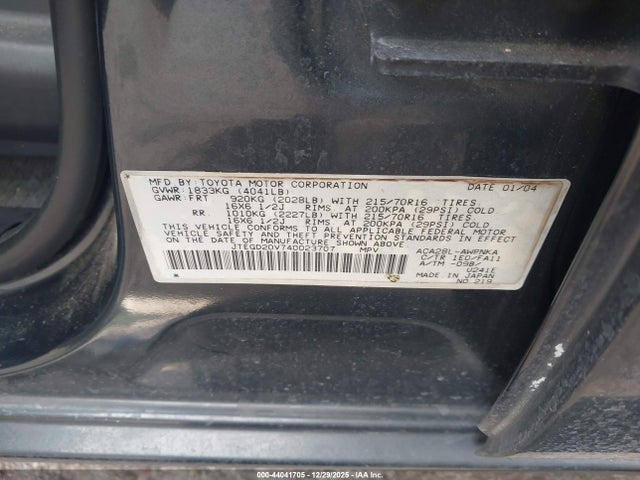 MFD BY: TOYOTA MOTOR CORPORATION DATE 01/04
GVWR: 1833KG (4041LB)
GAWR: FRT 920KG (2028LB) WITH 215/70R16 TIRES
16X6 1/2J RIMS AT 200KPA (29PSI) COLD
RR 1010KG (2227LB) WITH 215/70R16 TIRES
16X6 1/2J RIMS AT 200KPA (29PSI) COLD
THIS VEHICLE CONFORMS TO ALL APPLICABLE FEDERAL MOTOR
VEHICLE SAFETY AND THEFT PREVENTION STANDARDS IN EFFECT
ON THE DATE OF MANUFACTURE SHOWN ABOVE.
JTEGD20V740023707 MPV
ACA28L-AWPNKA
C/TR 1E0/FA11
A/TM -09B/
U241E
MADE IN JAPAN
NO 219
000-44041705 - 12/29/2025 - IAAI.COM